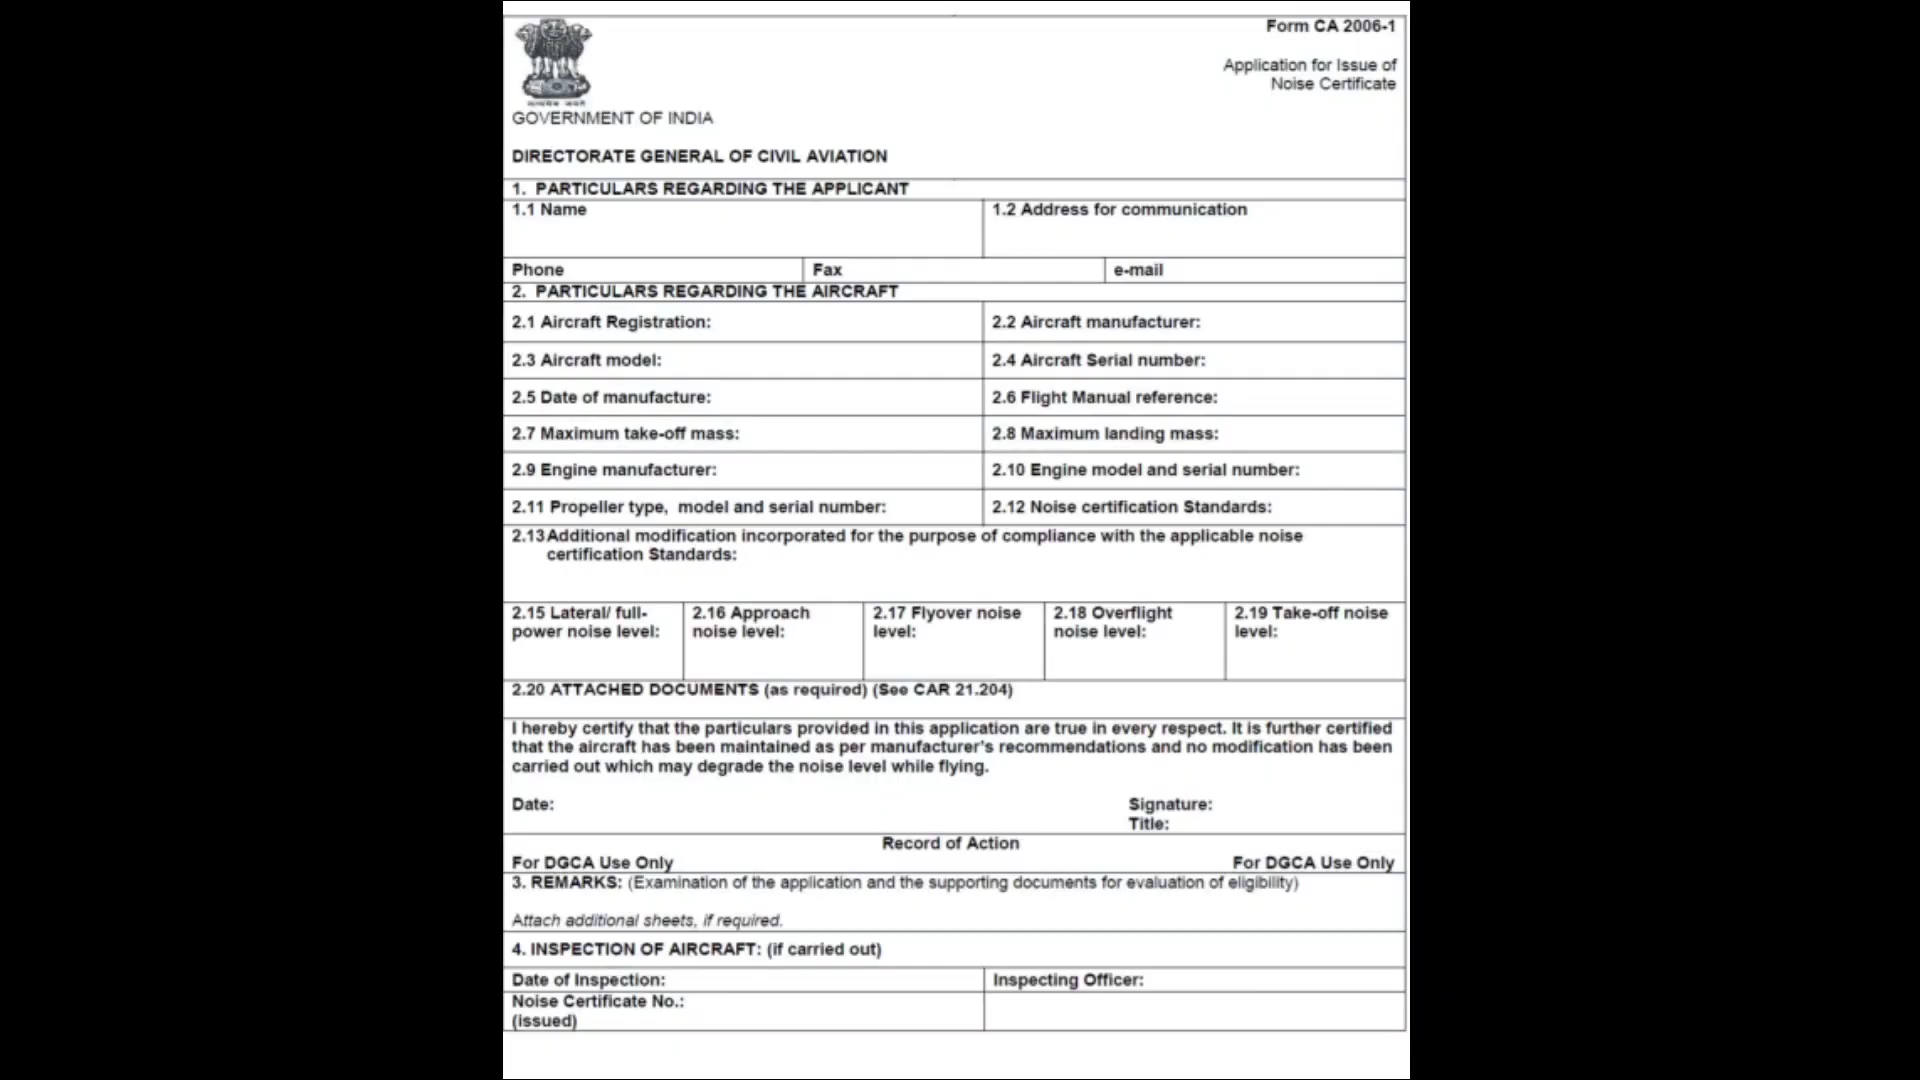 Form CA 2006-1
Application for Issue of
Noise Certificate
GOVERNMENT OF INDIA
DIRECTORATE GENERAL OF CIVIL AVIATION
1. PARTICULARS REGARDING THE APPLICANT
1.1 Name
1.2 Address for communication
Phone
Fax
e-mail
2. PARTICULARS REGARDING THE AIRCRAFT
2.1 Aircraft Registration:
2.2 Aircraft manufacturer:
2.3 Aircraft model:
2.4 Aircraft Serial number:
2.5 Date of manufacture:
2.6 Flight Manual reference:
2.7 Maximum take-off mass:
2.8 Maximum landing mass:
2.9 Engine manufacturer:
2.10 Engine model and serial number:
2.11 Propeller type, model and serial number:
2.12 Noise certification Standards:
2.13 Additional modification incorporated for the purpose of compliance with the applicable noise
certification Standards:
2.15 Lateral/ full-
power noise level:
2.16 Approach
noise level:
2.17 Flyover noise
level:
2.18 Overflight
noise level:
2.19 Take-off noise
level:
2.20 ATTACHED DOCUMENTS (as required) (See CAR 21.204)
I hereby certify that the particulars provided in this application are true in every respect. It is further certified
that the aircraft has been maintained as per manufacturer's recommendations and no modification has been
carried out which may degrade the noise level while flying.
Date:
Signature:
Title:
Record of Action
For DGCA Use Only
For DGCA Use Only
3. REMARKS: (Examination of the application and the supporting documents for evaluation of eligibility)
Attach additional sheets, if required.
4. INSPECTION OF AIRCRAFT: (if carried out)
Date of Inspection:
Inspecting Officer:
Noise Certificate No.:
(issued)